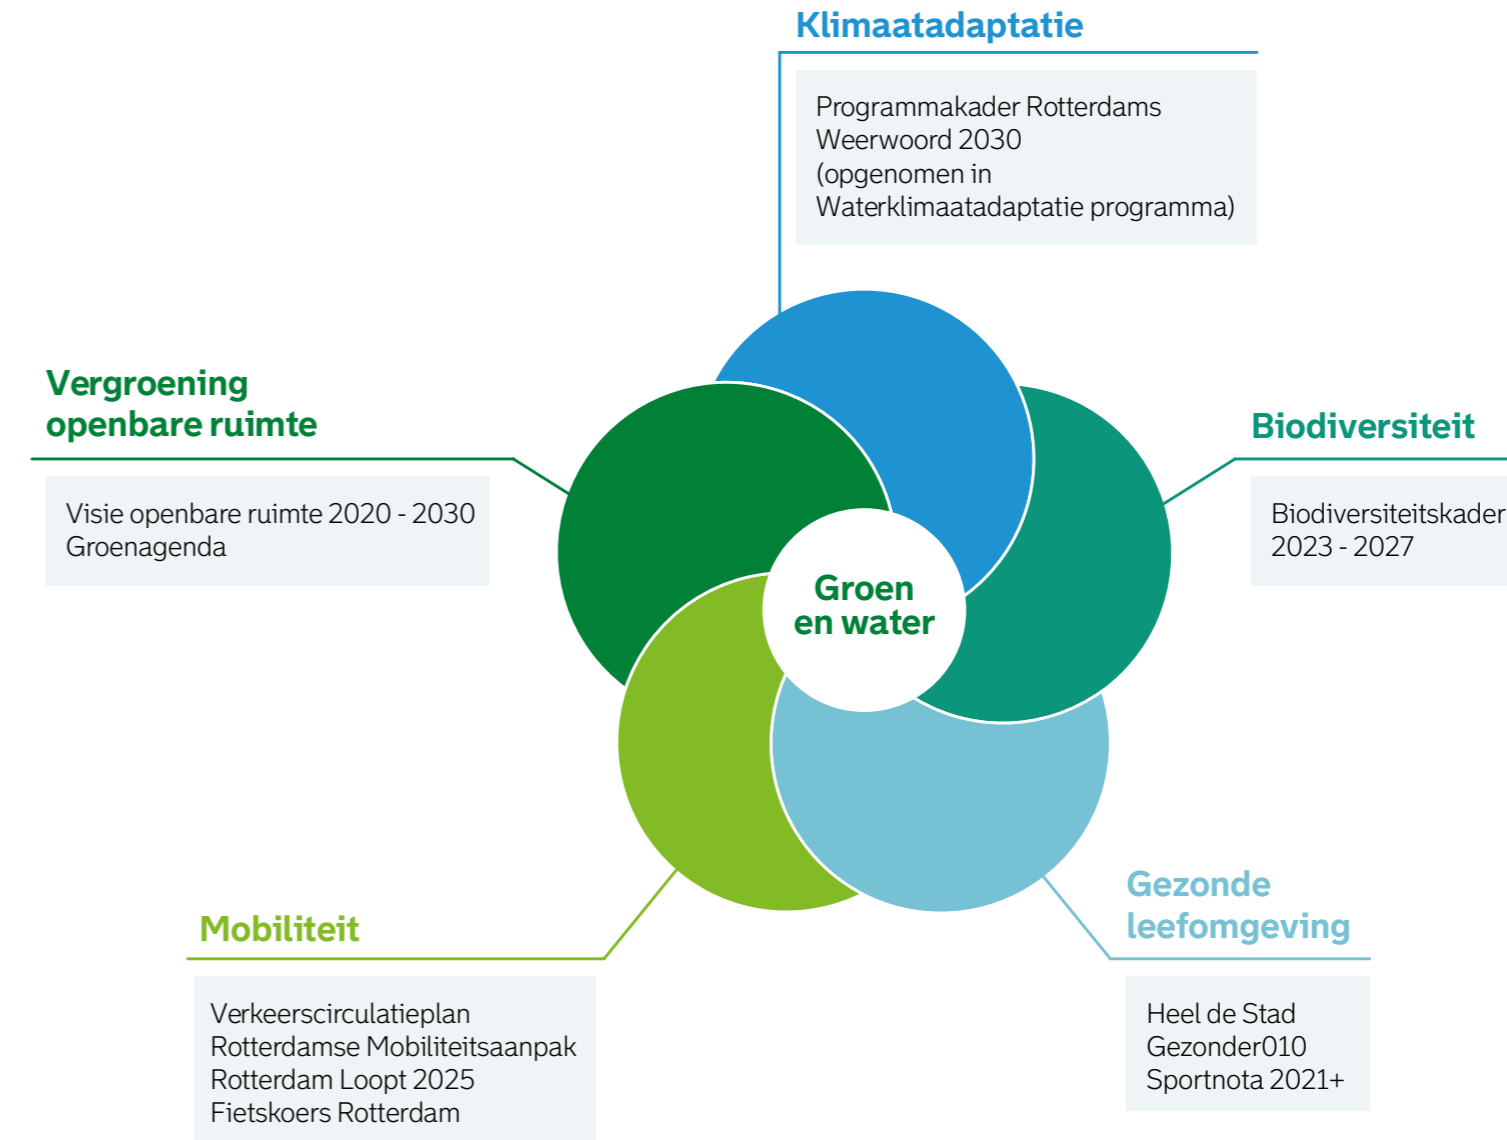 Klimaatadaptatie
Programmakader Rotterdams
Weerwoord 2030
(opgenomen in
Waterklimaatadaptatie programma)
Vergroening
openbare ruimte
Visie openbare ruimte 2020 - 2030
Groenagenda
Biodiversiteit
Biodiversiteitskader
2023 - 2027
Groen
en water
Mobiliteit
Verkeerscirculatieplan
Rotterdamse Mobiliteitsaanpak
Rotterdam Loopt 2025
Fietskoers Rotterdam
Gezonde
leefomgeving
Heel de Stad
Gezonder010
Sportnota 2021+